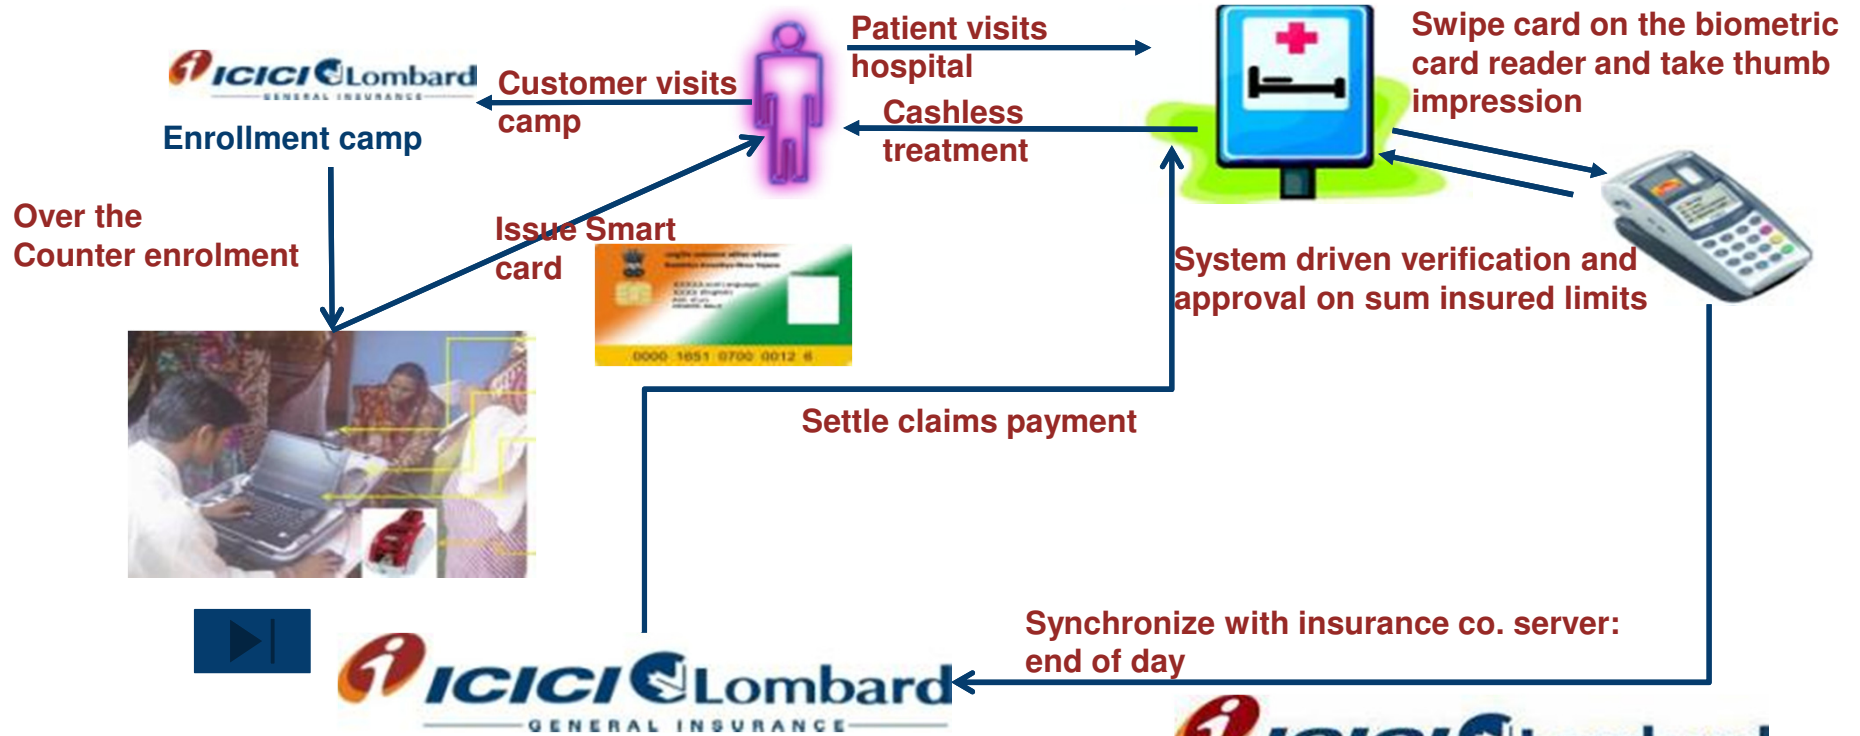 ICICI Lombard
GENERAL INSURANCE
Enrollment camp
Customer visits
camp
Patient visits
hospital
Cashless
treatment
Swipe card on the biometric
card reader and take thumb
impression
Over the
Counter enrolment
Issue Smart
card
0000 1651 0700 0012 6
System driven verification and
approval on sum insured limits
Settle claims payment
Synchronize with insurance co. server:
end of day
ICICI Lombard
GENERAL INSURANCE
ICICI Lombard